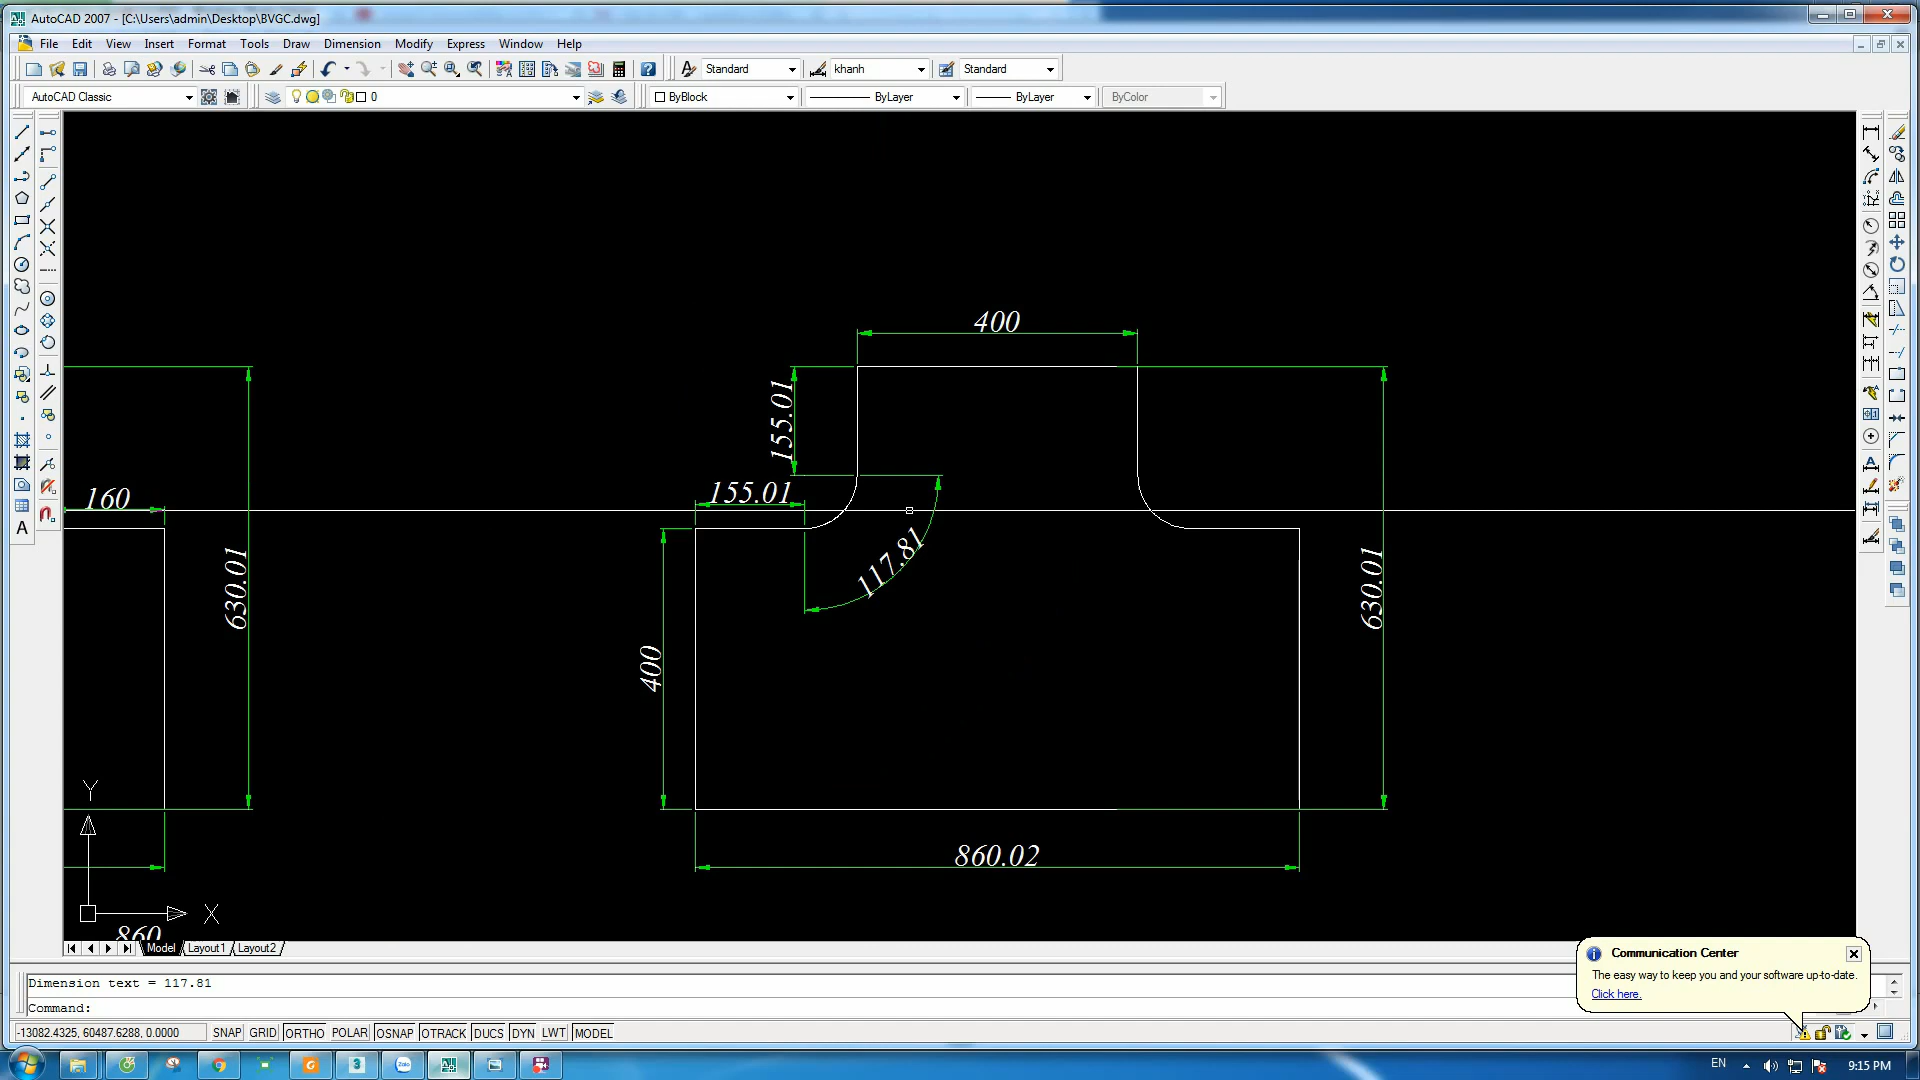 AutoCAD 2007 - [C:\Users\admin\Desktop\BVGC.dwg]
File Edit View Insert Format Tools Draw Dimension Modify Express Window Help
Standard khanh Standard
AutoCAD Classic 0 ByBlock ByLayer ByLayer ByColor
400
155.01
160
155.01
117.81
630.01
630.01
400
860.02
Y
X
860
Model Layout1 Layout2
Dimension text = 117.81
Command:
Communication Center
The easy way to keep you and your software up-to-date.
Click here.
-13082.4325, 60487.6288, 0.0000 SNAP GRID ORTHO POLAR OSNAP OTRACK DUCS DYN LWT MODEL
Zalo
EN 9:15 PM